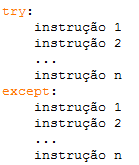 try:
    instrução 1
    instrução 2
    ...
    instrução n
except:
    instrução 1
    instrução 2
    ...
    instrução n